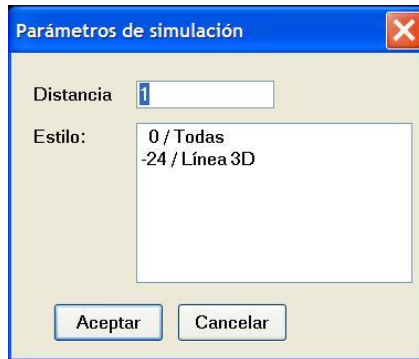 Parámetros de simulación
Distancia 1
Estilo:
0 / Todas
-24 / Línea 3D
Aceptar Cancelar